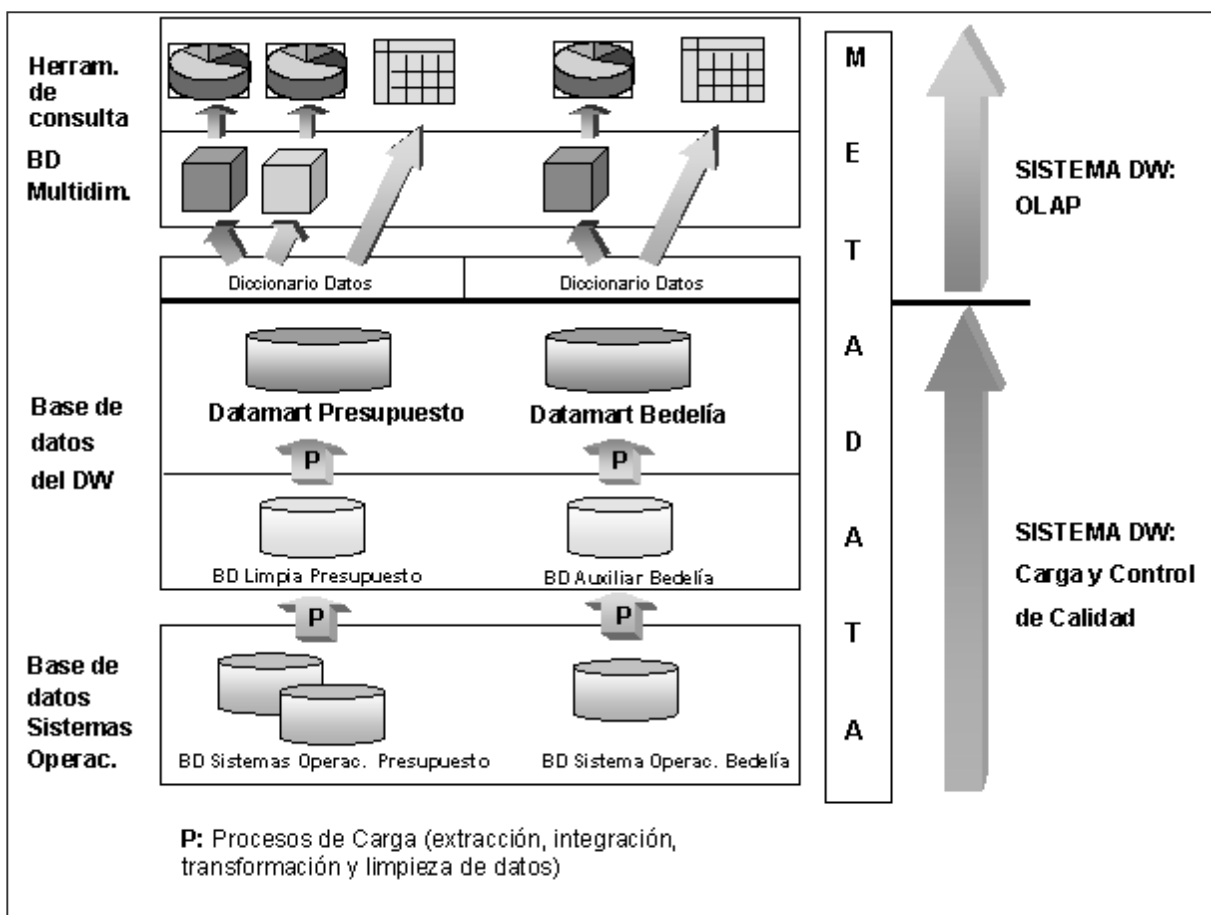 Herram.
de
consulta
BD
Multidim.
Diccionario Datos
Diccionario Datos
Base de
datos
del DW
Datamart Presupuesto
Datamart Bedelía
P
P
BD Limpia Presupuesto
BD Auxiliar Bedelía
P
P
Base de
datos
Sistemas
Operac.
BD Sistemas Operac. Presupuesto
BD Sistema Operac. Bedelía
M
E
T
A
D
A
T
A
SISTEMA DW:
OLAP
SISTEMA DW:
Carga y Control
de Calidad
P: Procesos de Carga (extracción, integración,
transformación y limpieza de datos)